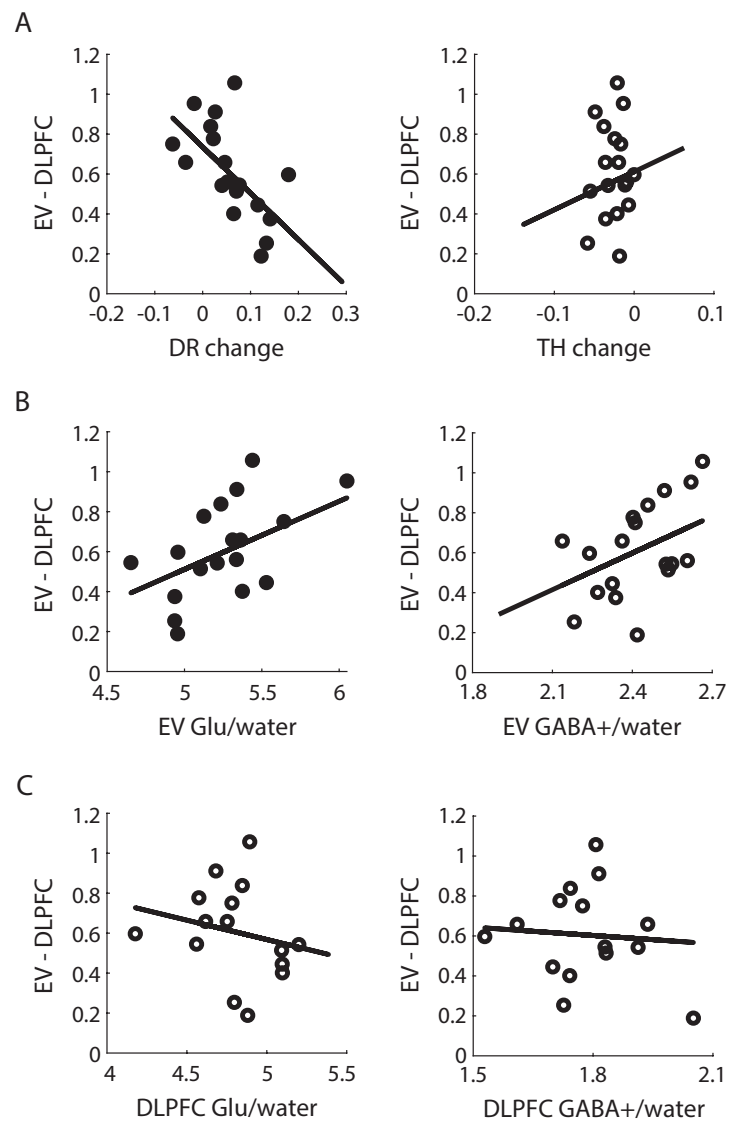 A
EV - DLPFC
1.2
1
0.8
0.6
0.4
0.2
0
-0.2 -0.1 0 0.1 0.2 0.3
DR change
EV - DLPFC
1.2
1
0.8
0.6
0.4
0.2
0
-0.2 -0.1 0 0.1
TH change
B
EV - DLPFC
1.2
1
0.8
0.6
0.4
0.2
0
4.5 5 5.5 6
EV Glu/water
EV - DLPFC
1.2
1
0.8
0.6
0.4
0.2
0
1.8 2.1 2.4 2.7
EV GABA+/water
C
EV - DLPFC
1.2
1
0.8
0.6
0.4
0.2
0
4 4.5 5 5.5
DLPFC Glu/water
EV - DLPFC
1.2
1
0.8
0.6
0.4
0.2
0
1.5 1.8 2.1
DLPFC GABA+/water